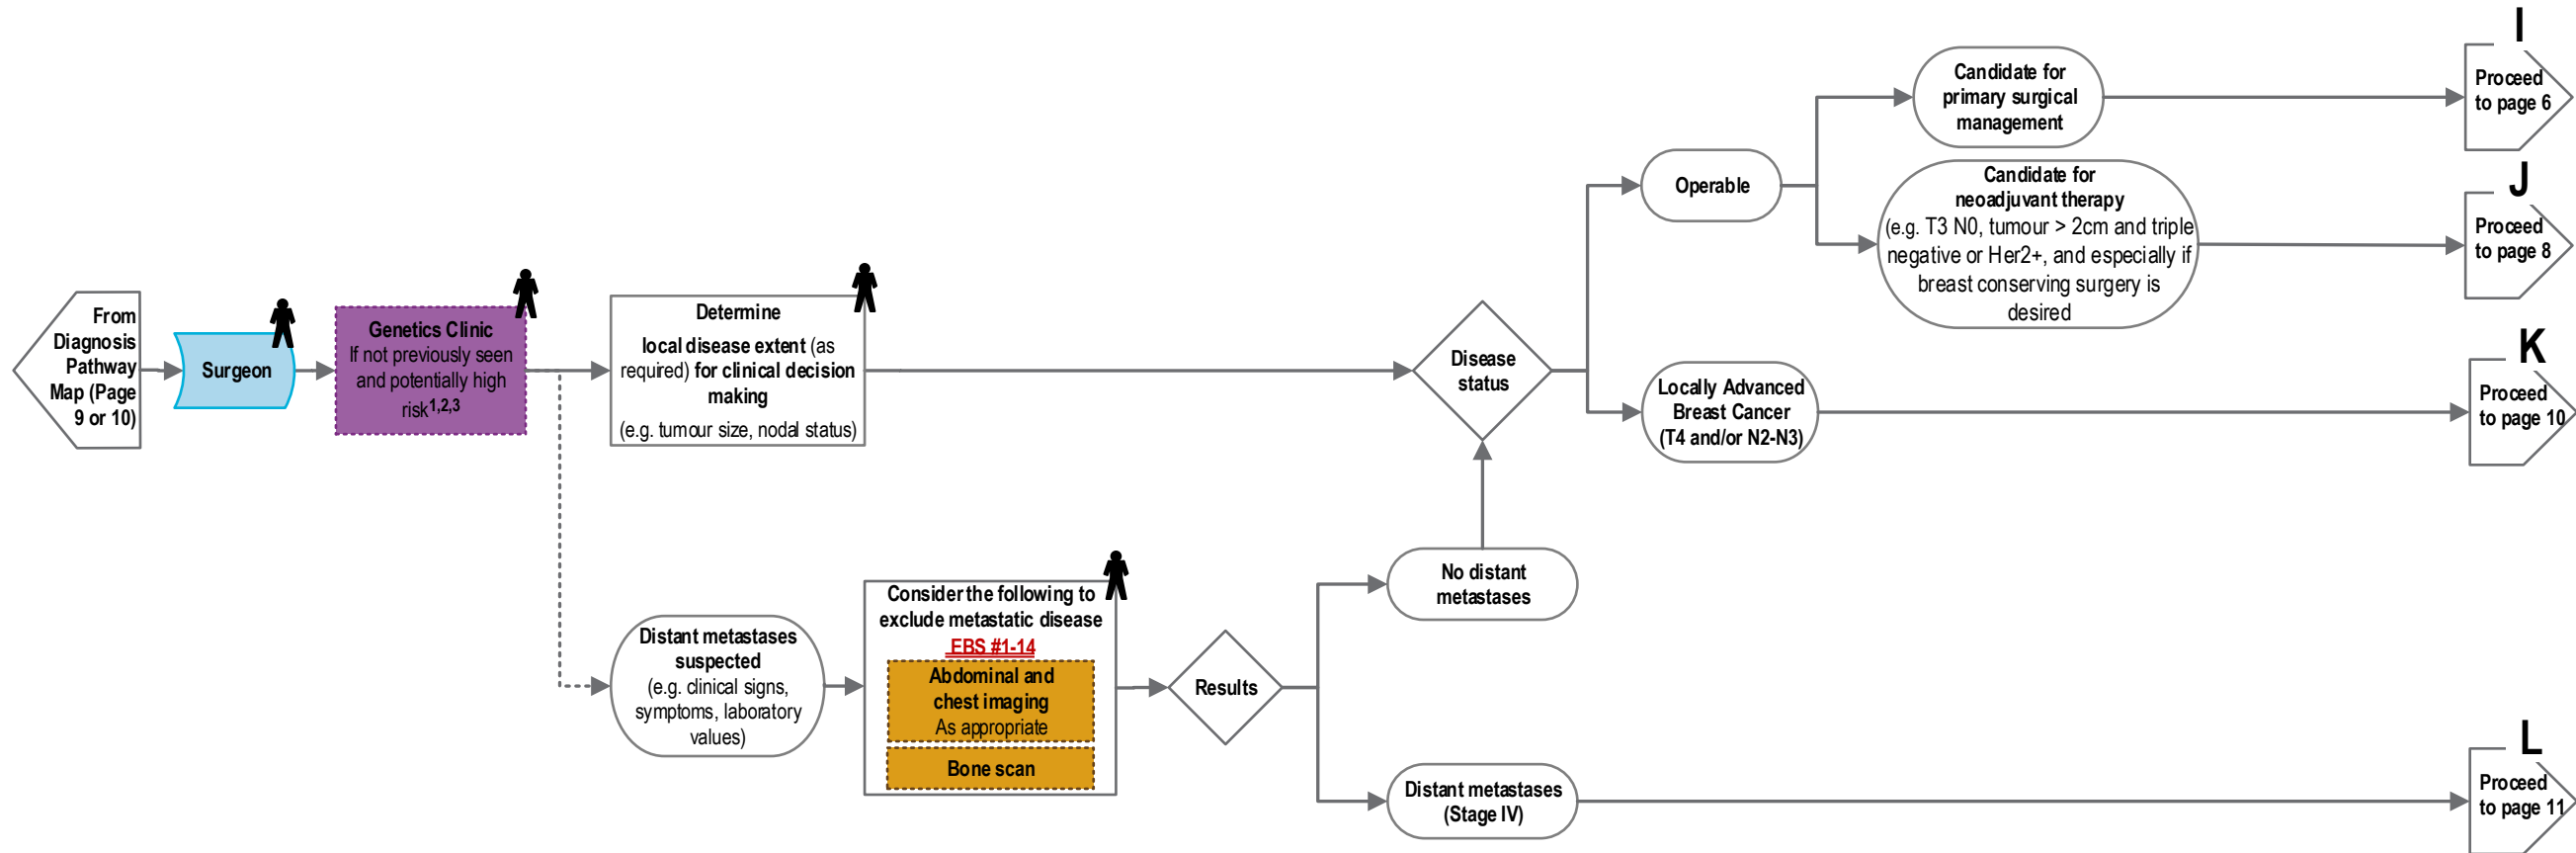 From
Diagnosis
Pathway
Map (Page
9 or 10)
Surgeon
Genetics Clinic
If not previously seen
and potentially high
risk1,2,3
Determine
local disease extent (as
required) for clinical decision
making
(e.g. tumour size, nodal status)
Distant metastases
suspected
(e.g. clinical signs,
symptoms, laboratory
values)
Consider the following to
exclude metastatic disease
EBS #1-14
Abdominal and
chest imaging
As appropriate
Bone scan
Results
No distant
metastases
Distant metastases
(Stage IV)
Disease
status
Operable
Locally Advanced
Breast Cancer
(T4 and/or N2-N3)
Candidate for
primary surgical
management
Candidate for
neoadjuvant therapy
(e.g. T3 N0, tumour > 2cm and triple
negative or Her2+, and especially if
breast conserving surgery is
desired
I
Proceed
to page 6
J
Proceed
to page 8
K
Proceed
to page 10
L
Proceed
to page 11